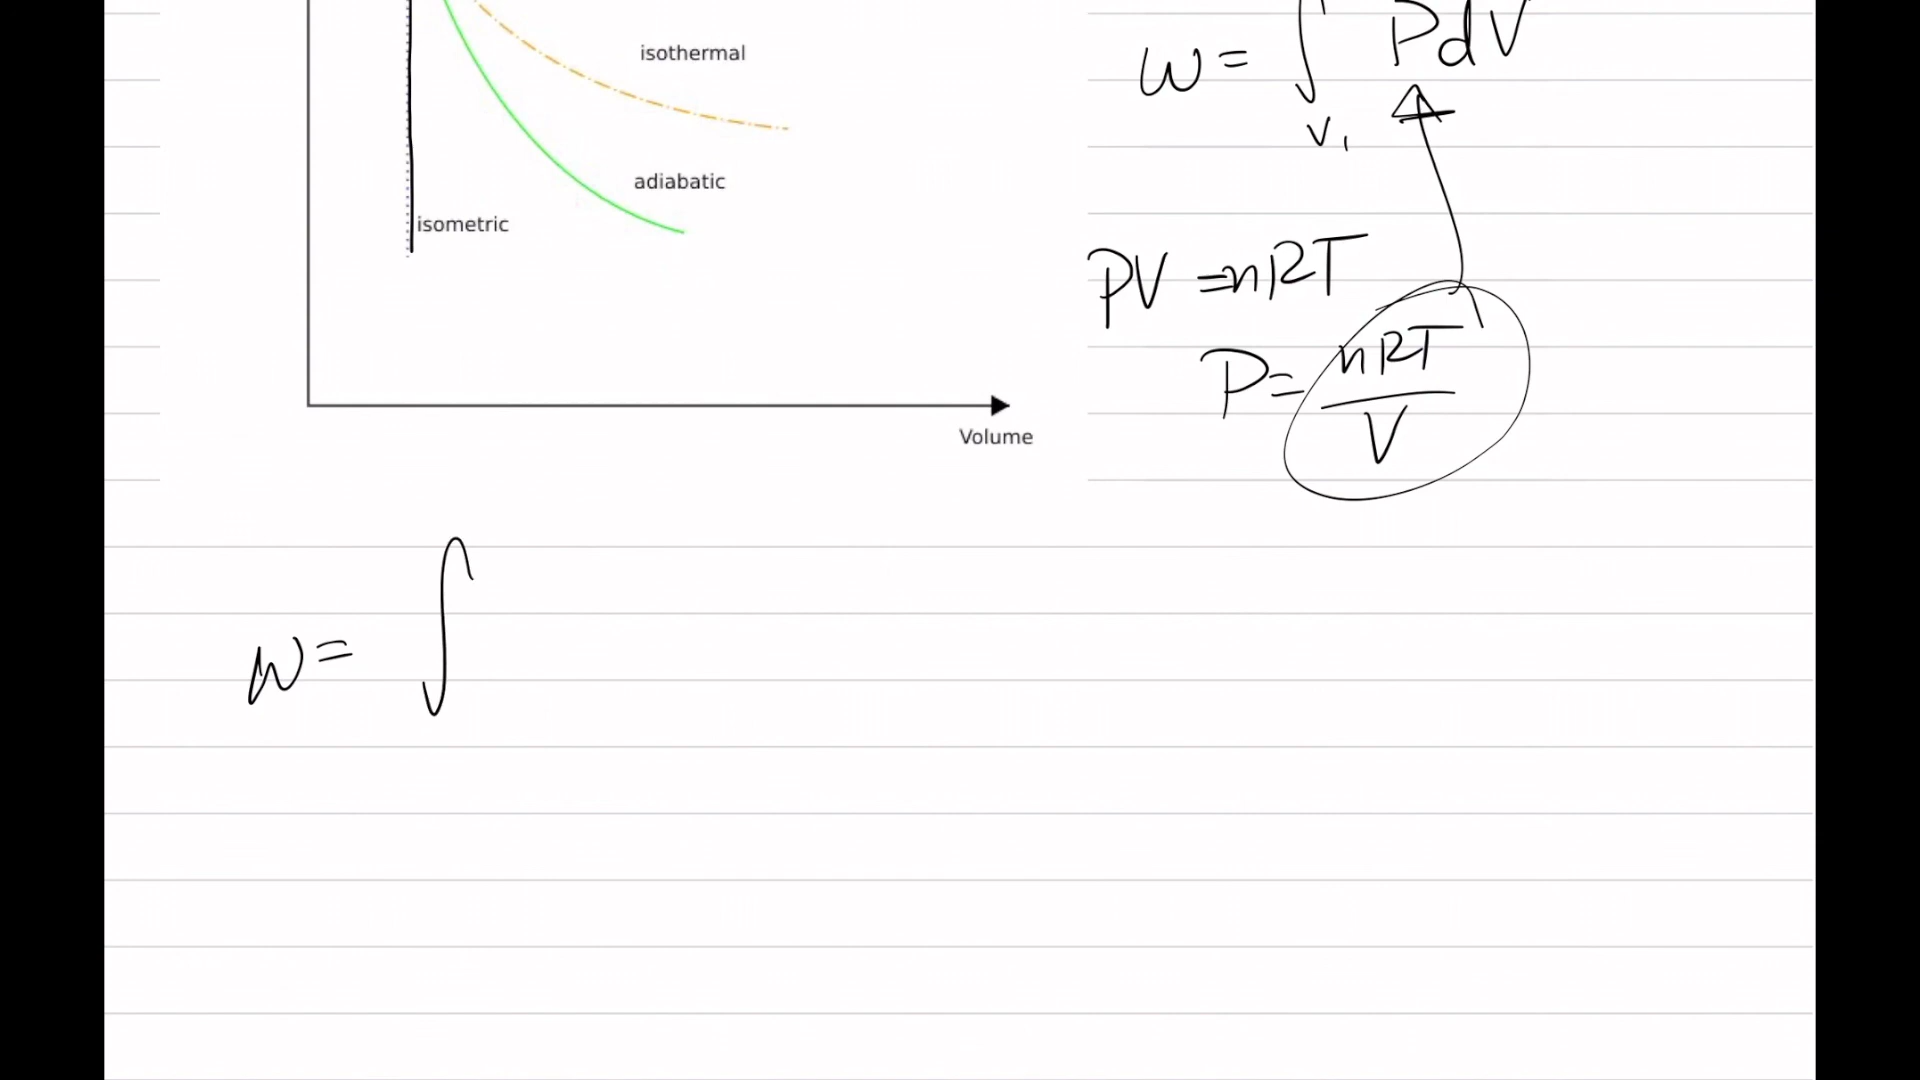 isothermal
adiabatic
isometric
Volume
W = ∫ PdV
V₁
PV = nRT
P = nRT
V
W = ∫